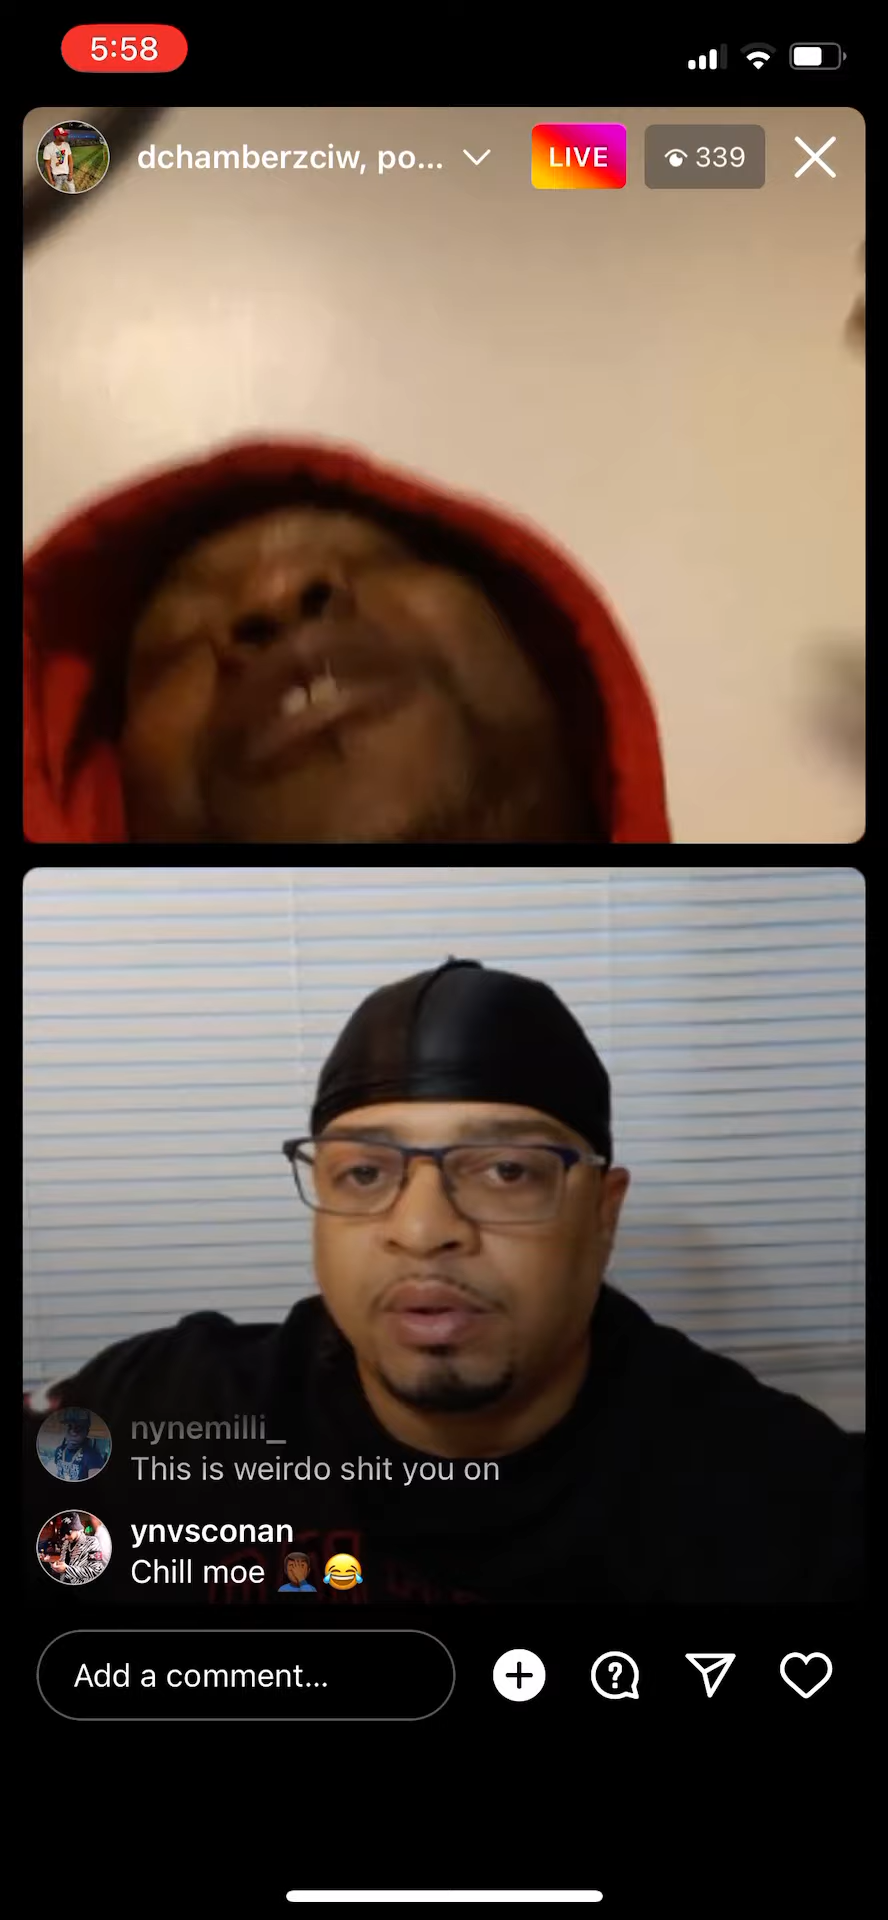 5:58
dchamberzciw, po...
LIVE
339
nynemilli_
This is weirdo shit you on
ynvsconan
Chill moe 🤦🏾‍♂️😂
Add a comment...